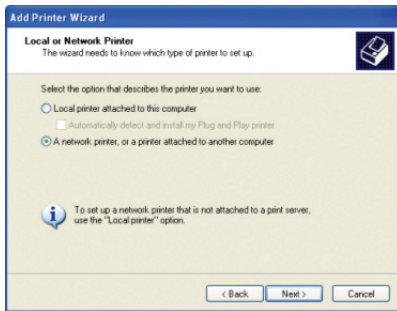 Add Printer Wizard
Local or Network Printer
The wizard needs to know which type of printer to set up.
Select the option that describes the printer you want to use:
Local printer attached to this computer
Automatically detect and install my Plug and Play printer
A network printer, or a printer attached to another computer
To set up a network printer that is not attached to a print server,
use the "Local printer" option.
< Back Next > Cancel